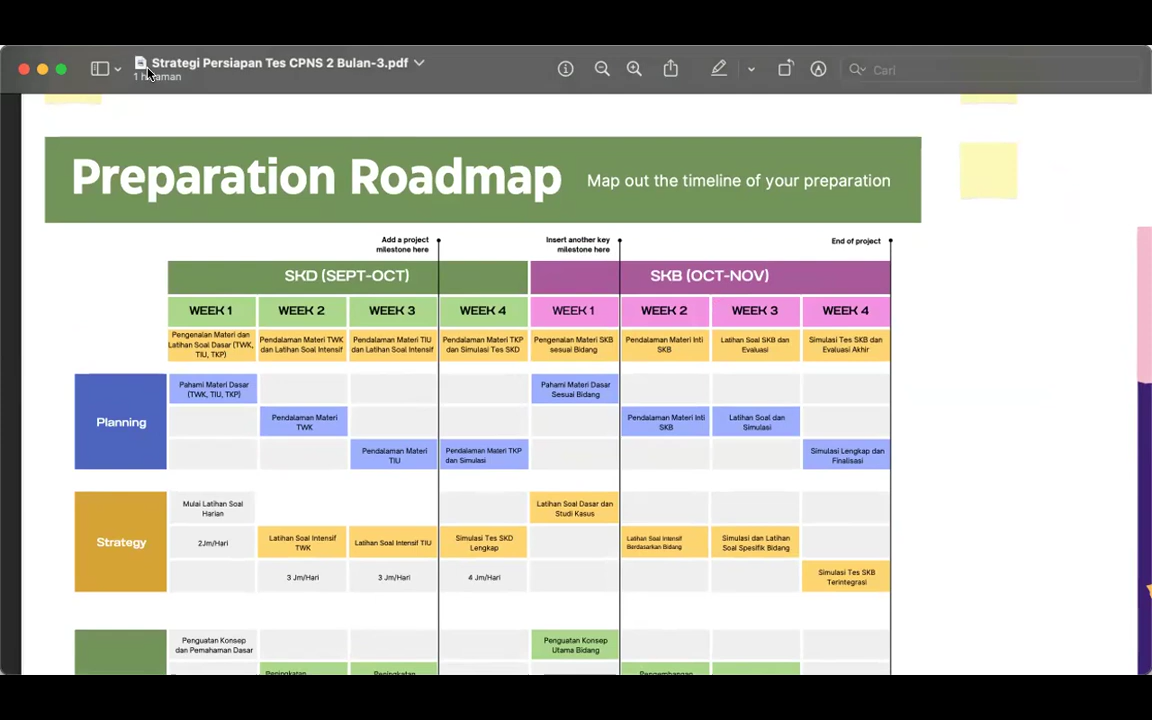 Strategi Persiapan Tes CPNS 2 Bulan-3.pdf
Cari
Preparation Roadmap
Map out the timeline of your preparation
Add a project
milestone here
Insert another key
milestone here
End of project
SKD (SEPT-OCT)
SKB (OCT-NOV)
WEEK 1
WEEK 2
WEEK 3
WEEK 4
WEEK 1
WEEK 2
WEEK 3
WEEK 4
Pengenalan Materi dan
Latihan Soal Dasar (TWK,
TIU, TKP)
Pendalaman Materi TWK
dan Latihan Soal Intensif
Pendalaman Materi TIU
dan Latihan Soal Intensif
Pendalaman Materi TKP
dan Simulasi Tes SKD
Pengenalan Materi SKB
sesuai Bidang
Pendalaman Materi Inti
SKB
Latihan Soal SKB dan
Evaluasi
Simulasi Tes SKB dan
Evaluasi Akhir
Planning
Pahami Materi Dasar
(TWK, TIU, TKP)
Pahami Materi Dasar
Sesuai Bidang
Pendalaman Materi
TWK
Pendalaman Materi Inti
SKB
Latihan Soal dan
Simulasi
Pendalaman Materi
TIU
Pendalaman Materi TKP
dan Simulasi
Simulasi Lengkap dan
Finalisasi
Strategy
Mulai Latihan Soal
Harian
Latihan Soal Dasar dan
Studi Kasus
2Jm/Hari
Latihan Soal Intensif
TWK
Latihan Soal Intensif TIU
Simulasi Tes SKD
Lengkap
Latihan Soal Intensif
Berdasarkan Bidang
Simulasi dan Latihan
Soal Spesifik Bidang
3 Jm/Hari
3 Jm/Hari
4 Jm/Hari
Simulasi Tes SKB
Terintegrasi
Penguatan Konsep
dan Pemahaman Dasar
Penguatan Konsep
Utama Bidang